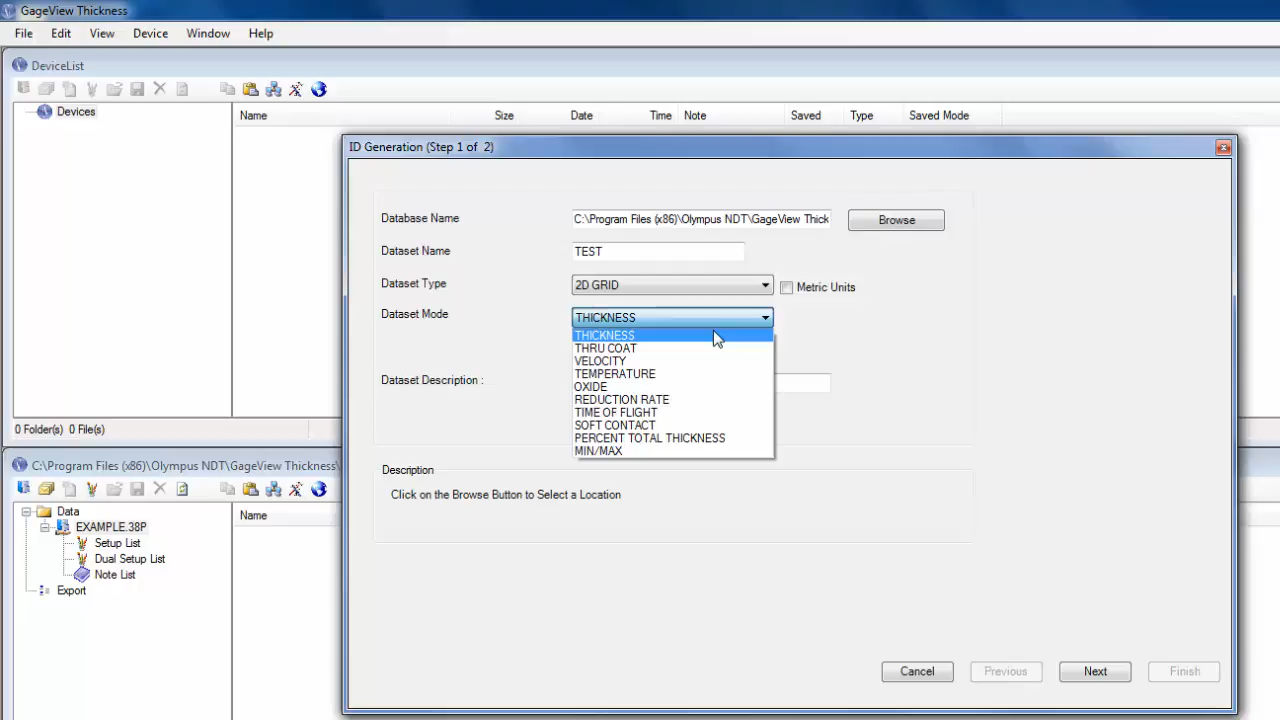 GageView Thickness
File Edit View Device Window Help
DeviceList
Devices
Name Size Date Time Note Saved Type Saved Mode
0 Folder(s) 0 File(s)
ID Generation (Step 1 of 2)
Database Name C:\Program Files (x86)\Olympus NDT\GageView Thick Browse
Dataset Name TEST
Dataset Type 2D GRID Metric Units
Dataset Mode THICKNESS
THICKNESS
THRU COAT
VELOCITY
TEMPERATURE
Dataset Description :
OXIDE
REDUCTION RATE
TIME OF FLIGHT
SOFT CONTACT
PERCENT TOTAL THICKNESS
MIN/MAX
Description
Click on the Browse Button to Select a Location
Cancel Previous Next Finish
C:\Program Files (x86)\Olympus NDT\GageView Thickness\
Name
Data
EXAMPLE.38P
Setup List
Dual Setup List
Note List
Export